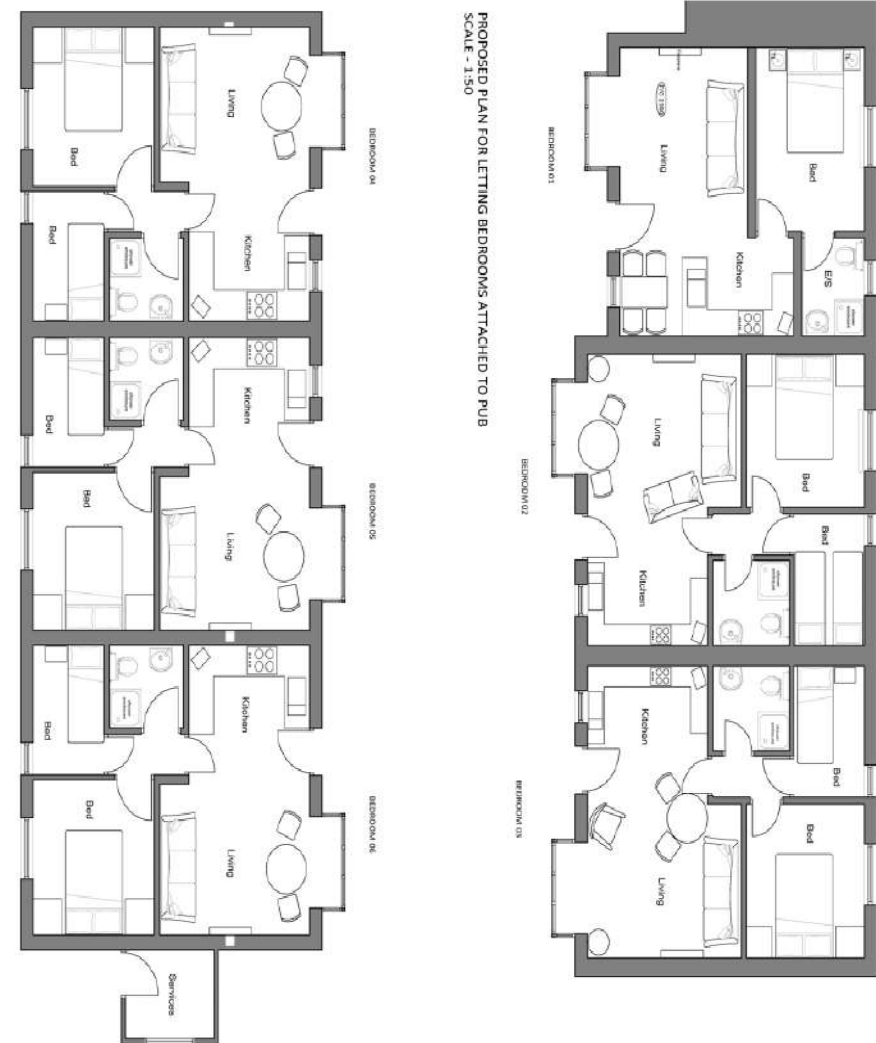 Bed
E/S
Living
Kitchen
BEDROOM 01
Bed
Bed
Living
Kitchen
BEDROOM 02
Bed
Bed
Kitchen
Living
BEDROOM 03
PROPOSED PLAN FOR LETTING BEDROOMS ATTACHED TO PUB
SCALE - 1:50
BEDROOM 04
Living
Kitchen
Bed
Bed
BEDROOM 05
Kitchen
Living
Bed
Bed
BEDROOM 06
Kitchen
Living
Bed
Bed
Services